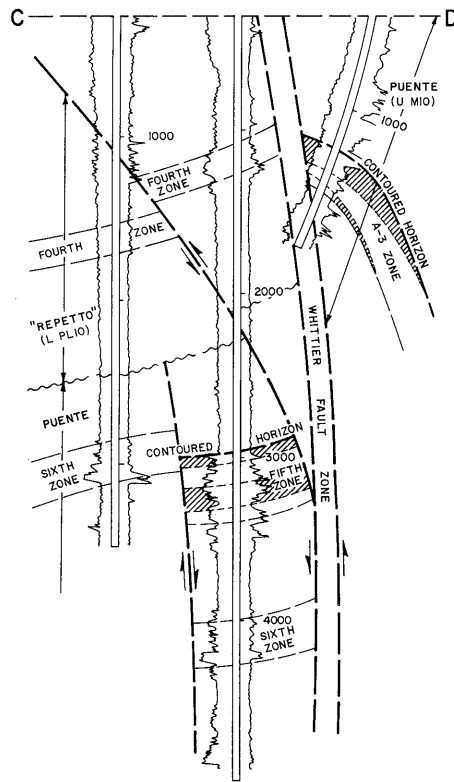 C
D
PUENTE
(U MIO)
1000
1000
CONTOURED HORIZON
FOURTH
ZONE
A-3 ZONE
FOURTH
ZONE
2000
"REPETTO"
(L PLIO)
WHITTIER
FAULT
ZONE
PUENTE
CONTOURED
HORIZON
SIXTH
ZONE
3000
FIFTH
ZONE
4000
SIXTH
ZONE